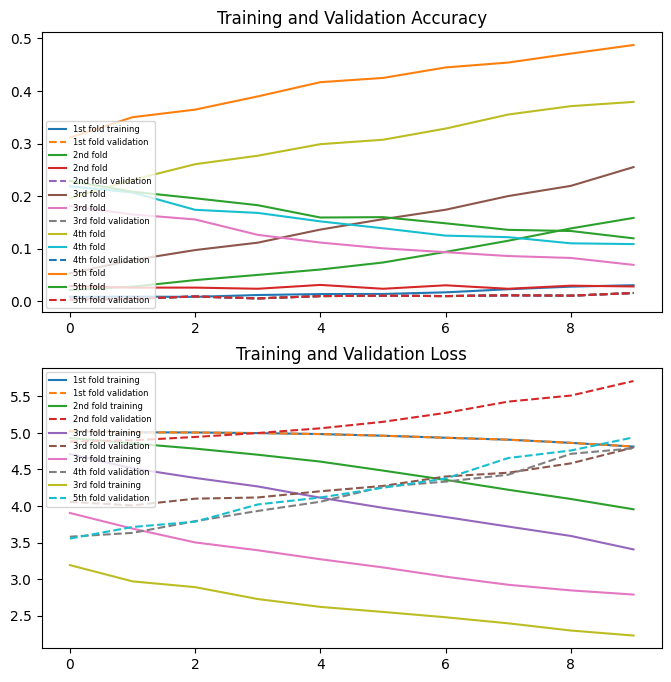 Training and Validation Accuracy
0.5
0.4
0.3
0.2
0.1
0.0
1st fold training
1st fold validation
2nd fold
2nd fold
2nd fold validation
3rd fold
3rd fold
3rd fold validation
4th fold
4th fold
4th fold validation
5th fold
5th fold
5th fold validation
0 2 4 6 8
Training and Validation Loss
5.5
5.0
4.5
4.0
3.5
3.0
2.5
1st fold training
1st fold validation
2nd fold training
2nd fold validation
3rd fold training
3rd fold validation
3rd fold training
4th fold validation
3rd fold training
5th fold validation
0 2 4 6 8